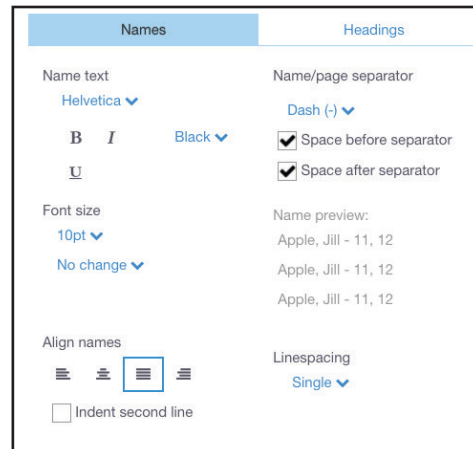 Names
Headings
Name text
Helvetica
B I Black
U
Font size
10pt
No change
Align names
Indent second line
Name/page separator
Dash (-)
Space before separator
Space after separator
Name preview:
Apple, Jill - 11, 12
Apple, Jill - 11, 12
Apple, Jill - 11, 12
Linespacing
Single